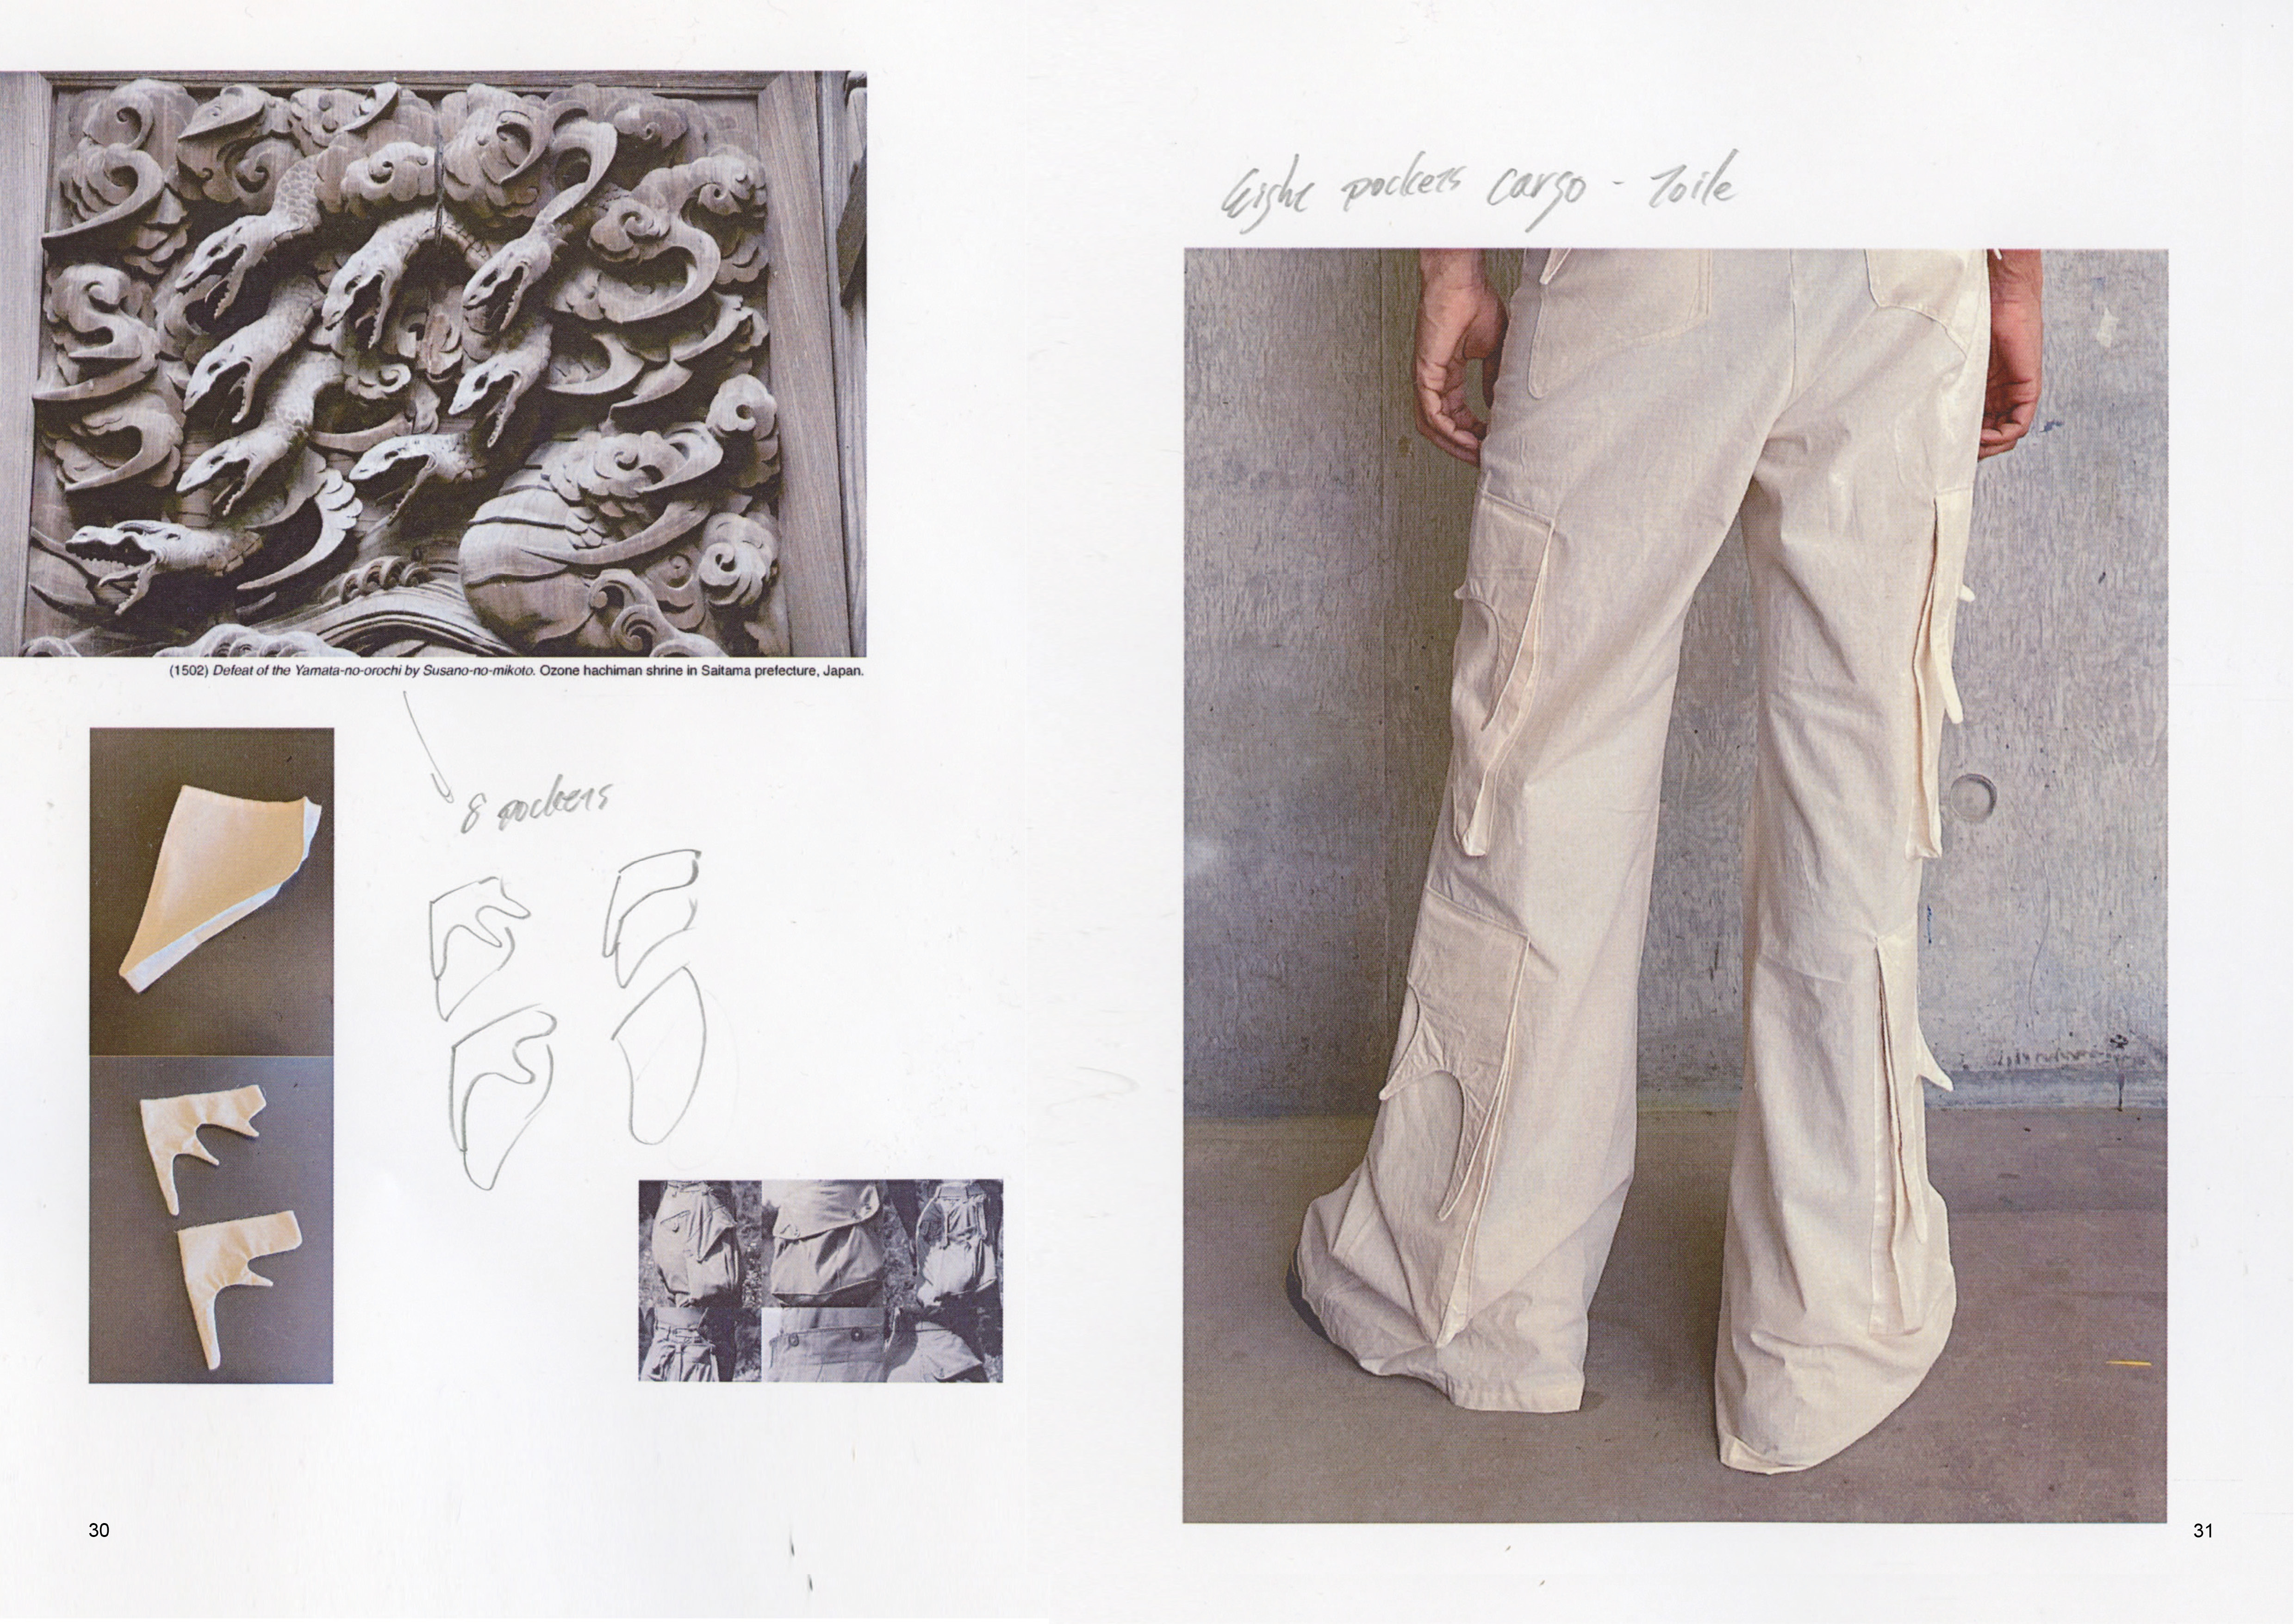 (1502) Defeat of the Yamata-no-orochi by Susano-no-mikoto. Ozone hachiman shrine in Saitama prefecture, Japan.
8 pockets
30
Eight pockets cargo - Toile
31